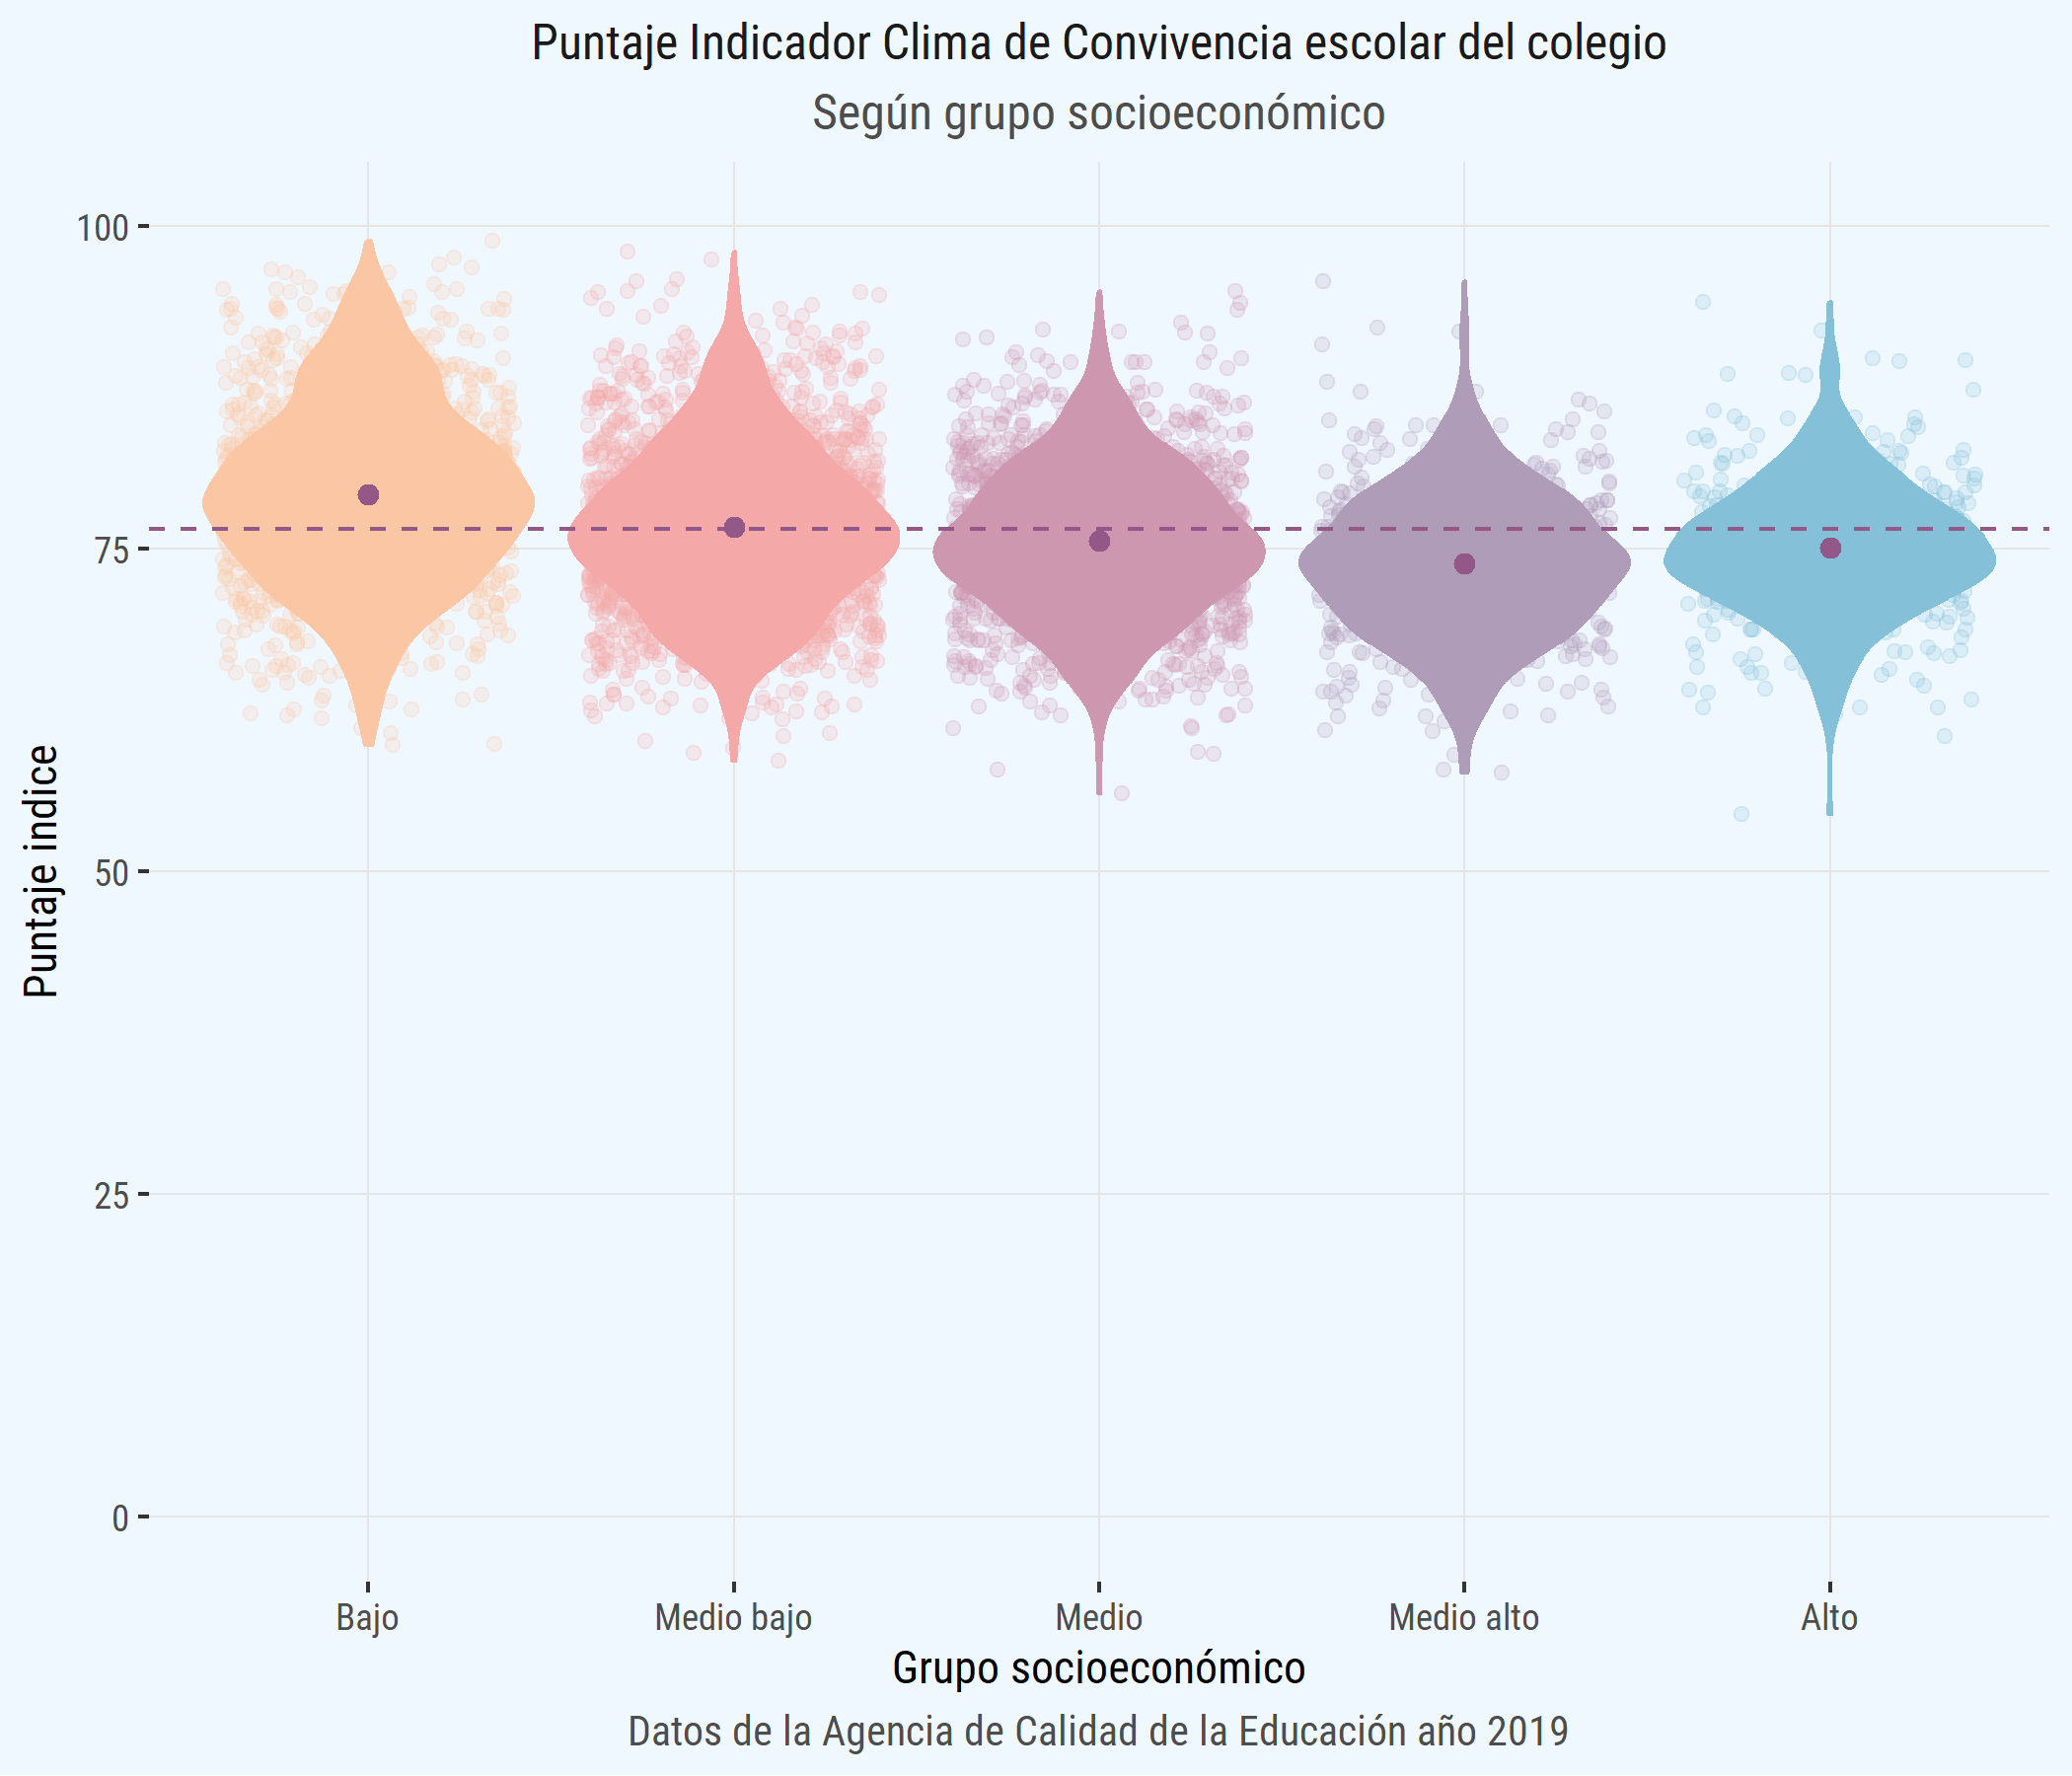 Puntaje Indicador Clima de Convivencia escolar del colegio
Según grupo socioeconómico
100
75
50
25
0
Puntaje indice
Bajo
Medio bajo
Medio
Medio alto
Alto
Grupo socioeconómico
Datos de la Agencia de Calidad de la Educación año 2019